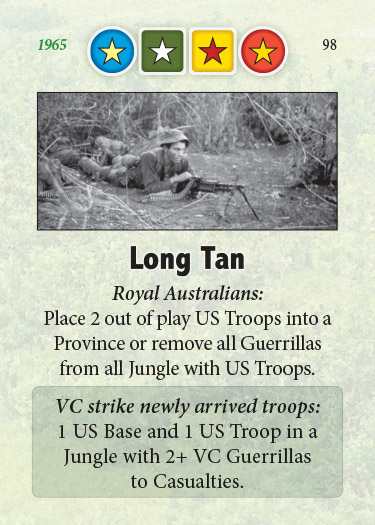 1965
98
Long Tan
Royal Australians:
Place 2 out of play US Troops into a
Province or remove all Guerrillas
from all Jungle with US Troops.
VC strike newly arrived troops:
1 US Base and 1 US Troop in a
Jungle with 2+ VC Guerrillas
to Casualties.